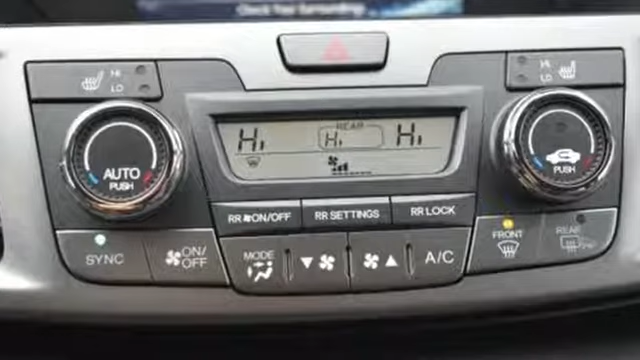 Check Your Surroundings
HI
LO
HI
LO
REAR
Hi
Hi
Hi
AUTO
PUSH
PUSH
RR ON/OFF
RR SETTINGS
RR LOCK
SYNC
ON/
OFF
MODE
A/C
FRONT
REAR